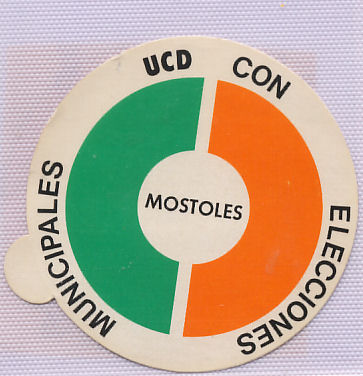 UCD CON
MOSTOLES
ELECCIONES
MUNICIPALES